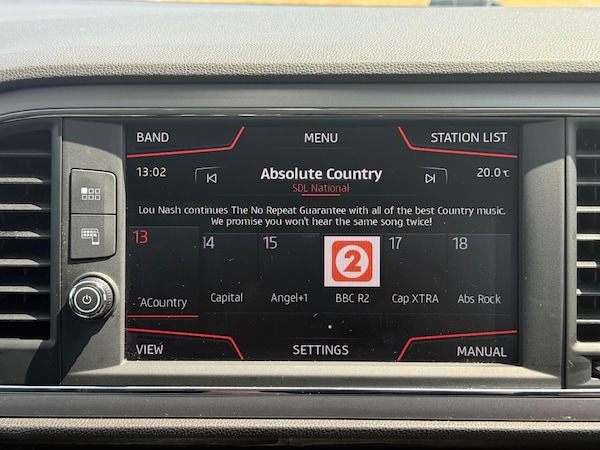 BAND MENU STATION LIST
13:02 Absolute Country 20.0℃
SDL National
Lou Nash continues The No Repeat Guarantee with all of the best Country music.
We promise you won't hear the same song twice!
13 14 15 2 17 18
ACountry Capital Angel+1 BBC R2 Cap XTRA Abs Rock
VIEW SETTINGS MANUAL